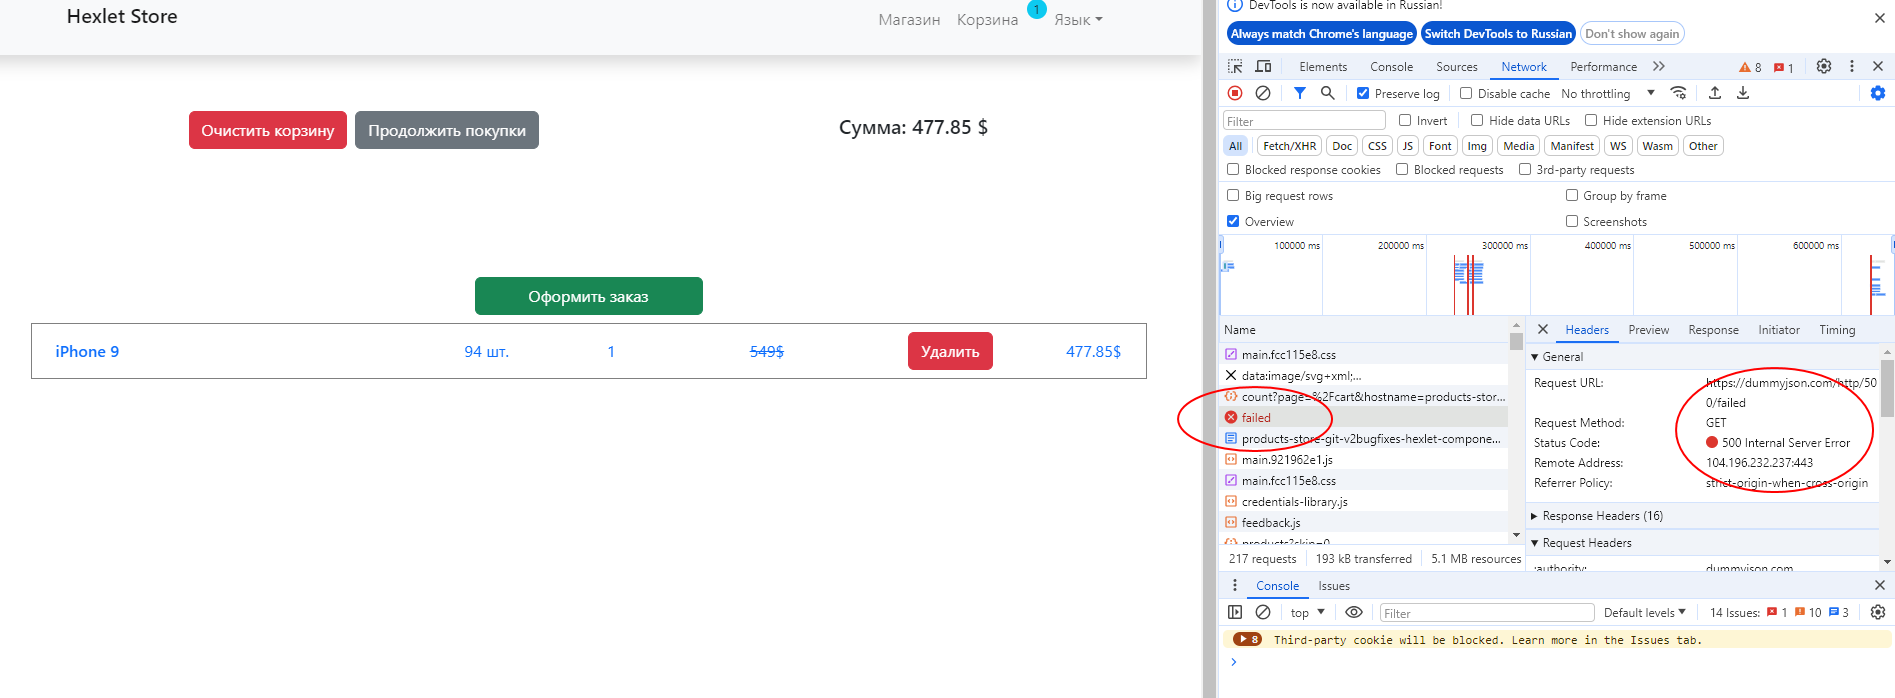 Hexlet Store
Магазин Корзина 1 Язык
Очистить корзину Продолжить покупки
Сумма: 477.85 $
Оформить заказ
iPhone 9 94 шт. 1 549$ Удалить 477.85$
DevTools is now available in Russian!
Always match Chrome's language Switch DevTools to Russian Don't show again
Elements Console Sources Network Performance 8 1
Preserve log Disable cache No throttling
Filter Invert Hide data URLs Hide extension URLs
All Fetch/XHR Doc CSS JS Font Img Media Manifest WS Wasm Other
Blocked response cookies Blocked requests 3rd-party requests
Big request rows Group by frame
Overview Screenshots
100000 ms 200000 ms 300000 ms 400000 ms 500000 ms 600000 ms
Name
main.fcc115e8.css
data:image/svg+xml;...
count?page=%2Fcart&hostname=products-stor...
failed
products-store-git-v2bugfixes-hexlet-compone...
main.921962e1.js
main.fcc115e8.css
credentials-library.js
feedback.js
products?skip=0
217 requests 193 kB transferred 5.1 MB resources
Headers Preview Response Initiator Timing
General
Request URL: https://dummyjson.com/http/50
0/failed
Request Method: GET
Status Code: 500 Internal Server Error
Remote Address: 104.196.232.237:443
Referrer Policy: strict-origin-when-cross-origin
Response Headers (16)
Request Headers
:authority: dummyjson.com
Console Issues
top Filter Default levels 14 Issues: 1 10 3
8 Third-party cookie will be blocked. Learn more in the Issues tab.